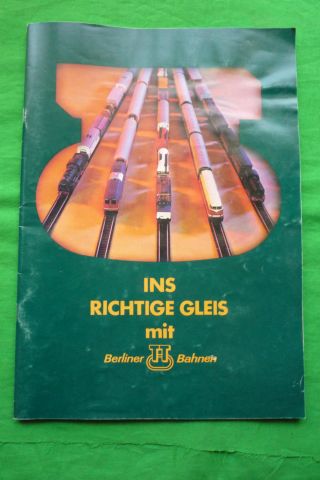 INS
RICHTIGE GLEIS
mit
Berliner TT Bahnen